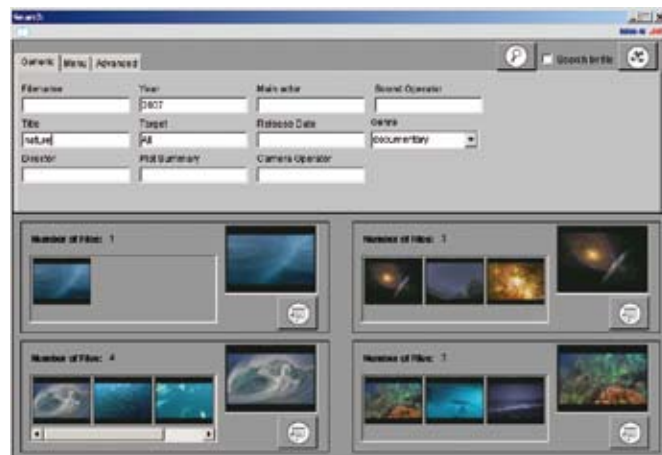 Search
Generic Menu Advanced
Search in file
Filename Year Main actor Sound Operator
2007
Title Target Release Date Genre
nature All documentary
Director Plot Summary Camera Operator
Number of Files: 1
Number of Files: 3
Number of Files: 4
Number of Files: 3